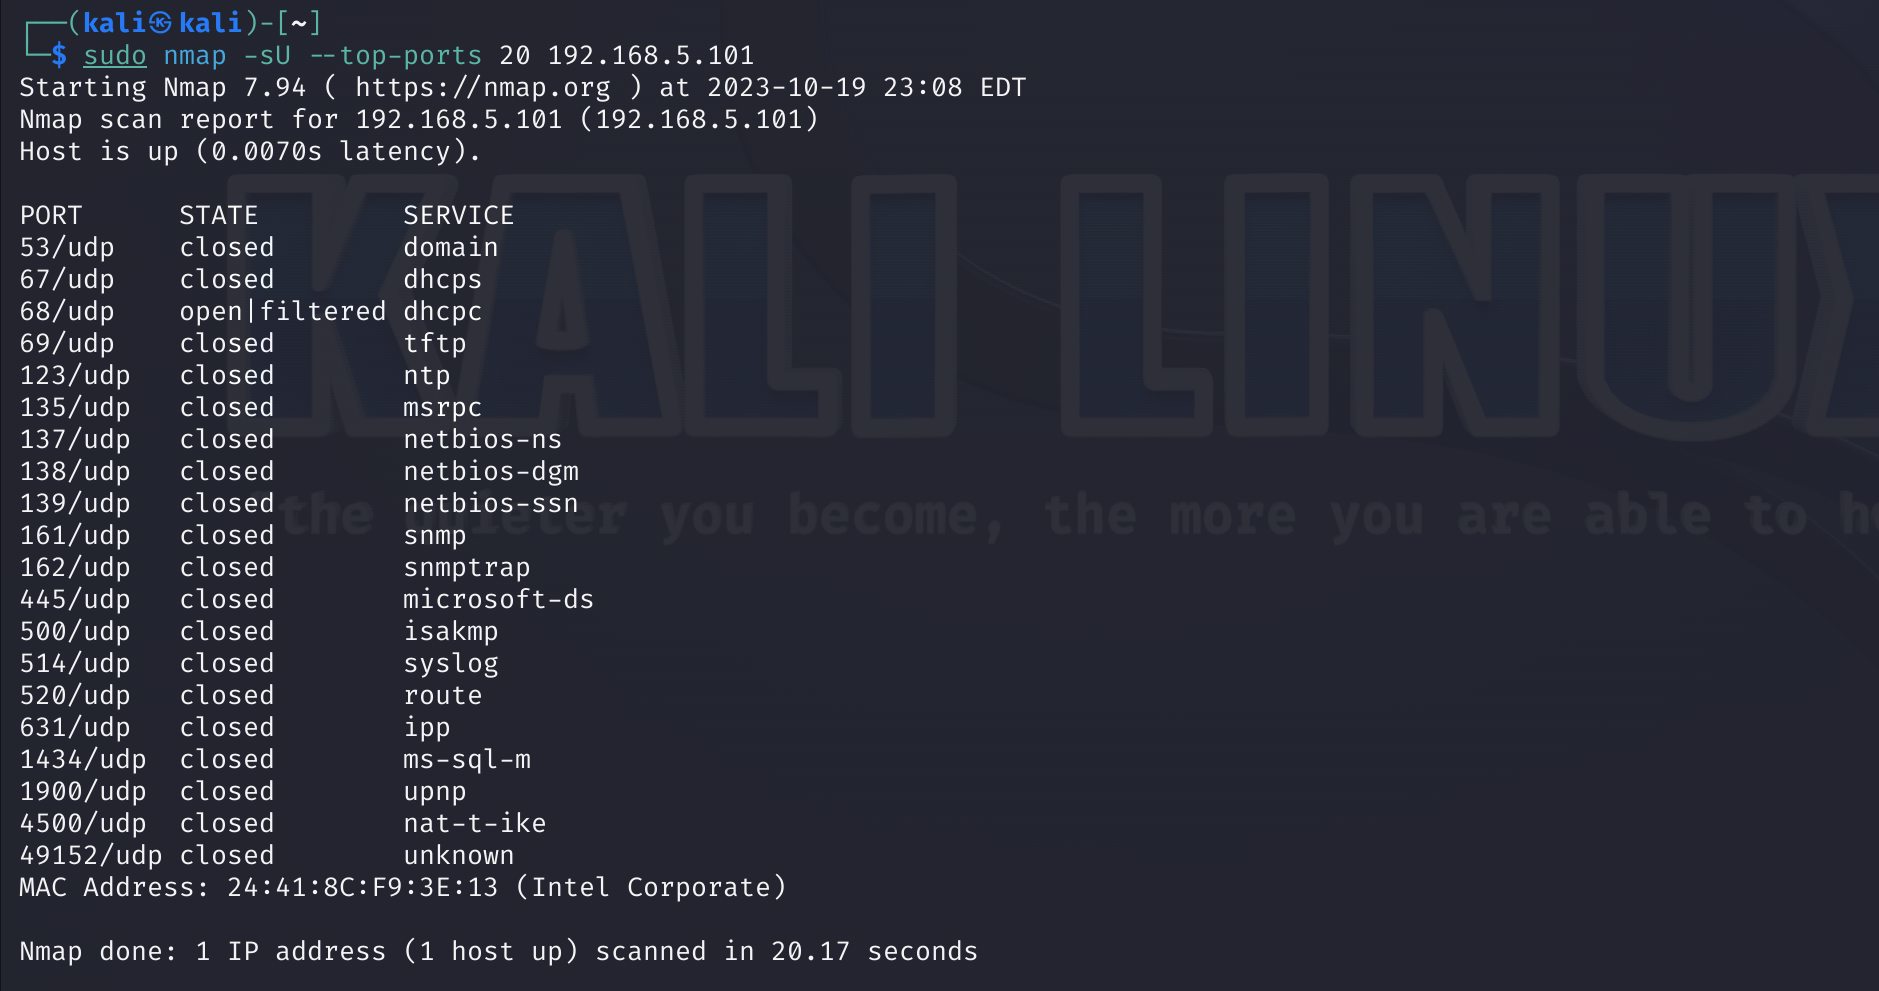 ┌──(kali㉿kali)-[~]
└─$ sudo nmap -sU --top-ports 20 192.168.5.101
Starting Nmap 7.94 ( https://nmap.org ) at 2023-10-19 23:08 EDT
Nmap scan report for 192.168.5.101 (192.168.5.101)
Host is up (0.0070s latency).

PORT      STATE         SERVICE
53/udp    closed        domain
67/udp    closed        dhcps
68/udp    open|filtered dhcpc
69/udp    closed        tftp
123/udp   closed        ntp
135/udp   closed        msrpc
137/udp   closed        netbios-ns
138/udp   closed        netbios-dgm
139/udp   closed        netbios-ssn
161/udp   closed        snmp
162/udp   closed        snmptrap
445/udp   closed        microsoft-ds
500/udp   closed        isakmp
514/udp   closed        syslog
520/udp   closed        route
631/udp   closed        ipp
1434/udp  closed        ms-sql-m
1900/udp  closed        upnp
4500/udp  closed        nat-t-ike
49152/udp closed        unknown
MAC Address: 24:41:8C:F9:3E:13 (Intel Corporate)

Nmap done: 1 IP address (1 host up) scanned in 20.17 seconds
KALI LINUX
the quieter you become, the more you are able to